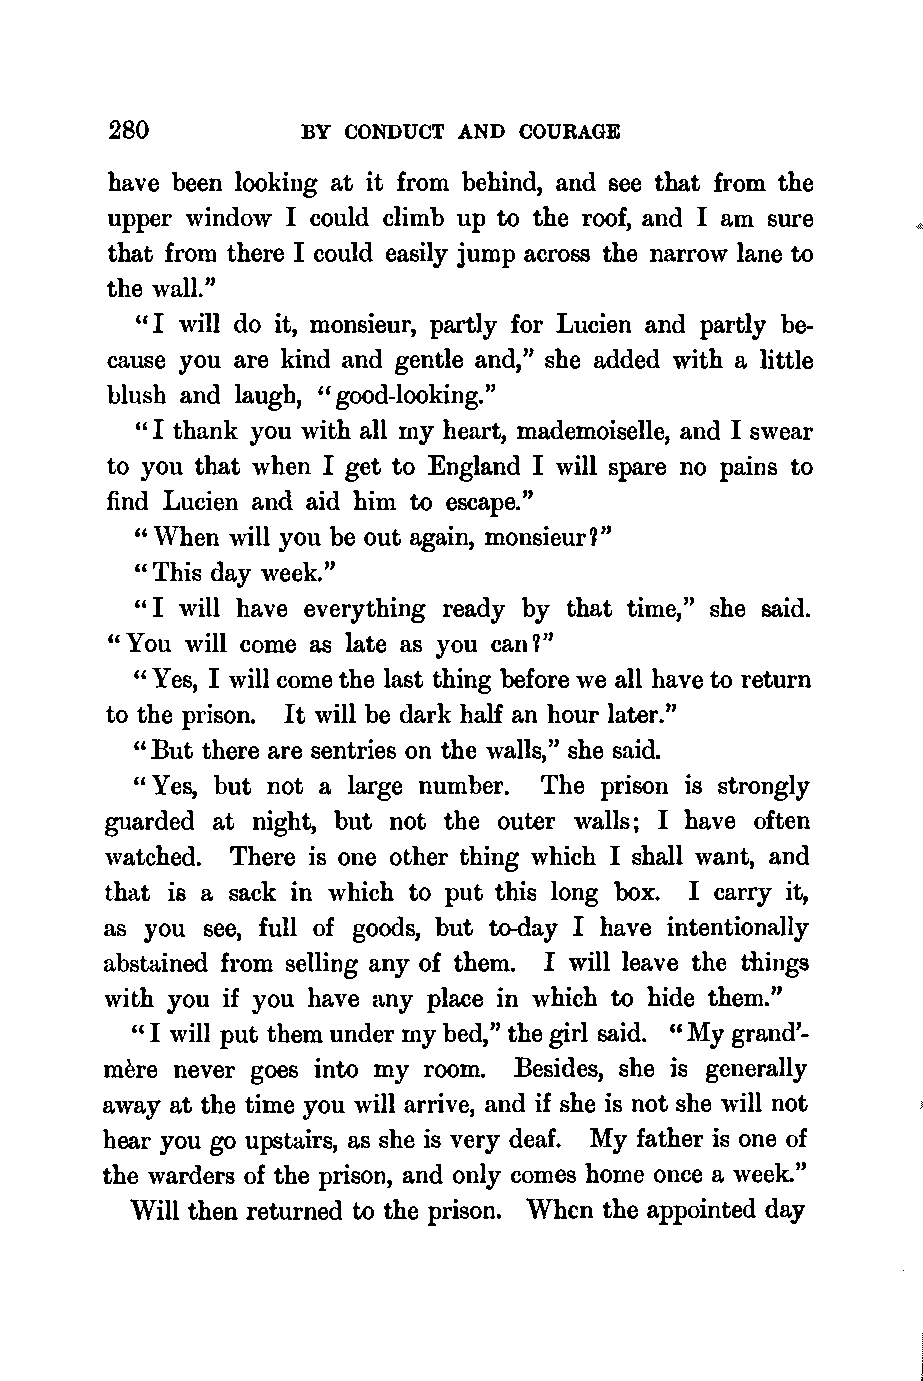 280 BY CONDUCT AND COURAGE
have been looking at it from behind, and see that from the
upper window I could climb up to the roof, and I am sure
that from there I could easily jump across the narrow lane to
the wall."
"I will do it, monsieur, partly for Lucien and partly be-
cause you are kind and gentle and," she added with a little
blush and laugh, "good-looking."
"I thank you with all my heart, mademoiselle, and I swear
to you that when I get to England I will spare no pains to
find Lucien and aid him to escape."
"When will you be out again, monsieur?"
"This day week."
"I will have everything ready by that time," she said.
"You will come as late as you can?"
"Yes, I will come the last thing before we all have to return
to the prison. It will be dark half an hour later."
"But there are sentries on the walls," she said.
"Yes, but not a large number. The prison is strongly
guarded at night, but not the outer walls; I have often
watched. There is one other thing which I shall want, and
that is a sack in which to put this long box. I carry it,
as you see, full of goods, but to-day I have intentionally
abstained from selling any of them. I will leave the things
with you if you have any place in which to hide them."
"I will put them under my bed," the girl said. "My grand'-
mère never goes into my room. Besides, she is generally
away at the time you will arrive, and if she is not she will not
hear you go upstairs, as she is very deaf. My father is one of
the warders of the prison, and only comes home once a week."
Will then returned to the prison. When the appointed day